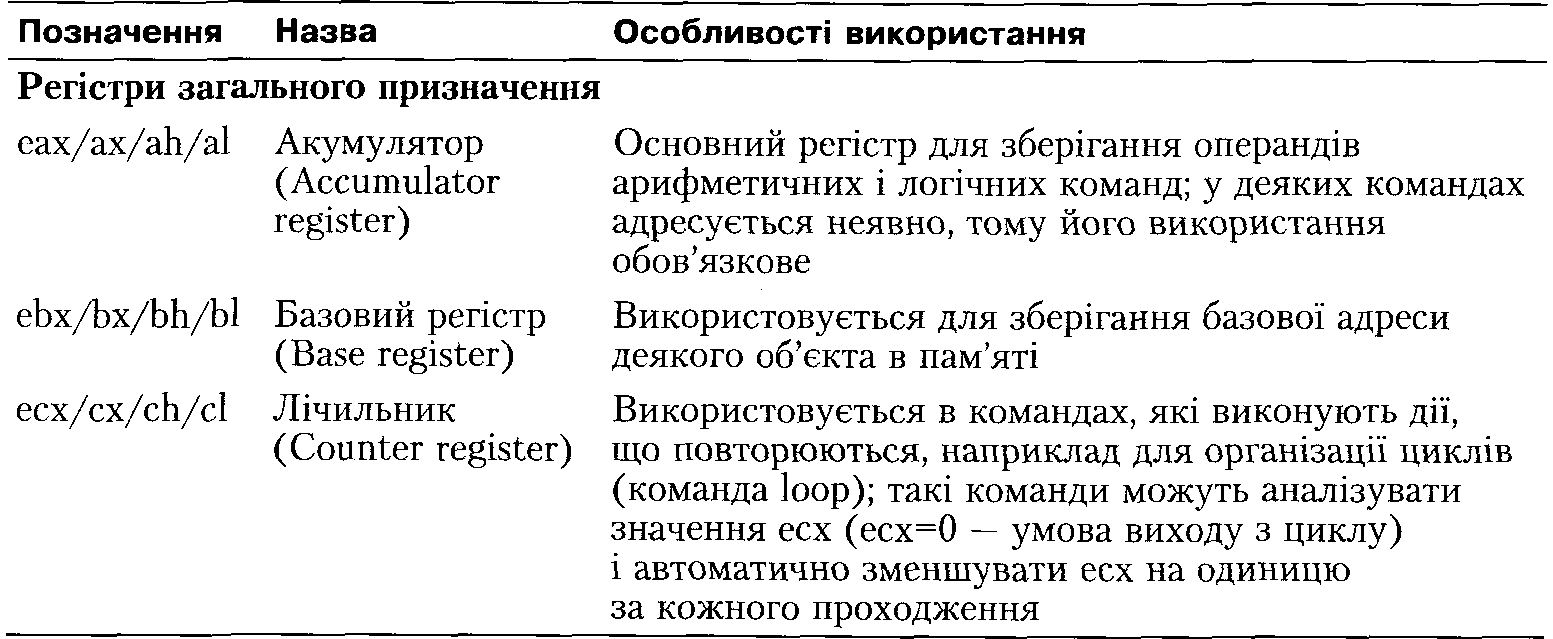 Позначення Назва Особливості використання
Регістри загального призначення
eax/ax/ah/al Акумулятор Основний регістр для зберігання операндів
(Accumulator арифметичних і логічних команд; у деяких командах
register) адресується неявно, тому його використання
обов’язкове
ebx/bx/bh/bl Базовий регістр Використовується для зберігання базової адреси
(Base register) деякого об’єкта в пам’яті
ecx/cx/ch/cl Лічильник Використовується в командах, які виконують дії,
(Counter register) що повторюються, наприклад для організації циклів
(команда loop); такі команди можуть аналізувати
значення ecx (ecx=0 — умова виходу з циклу)
і автоматично зменшувати ecx на одиницю
за кожного проходження